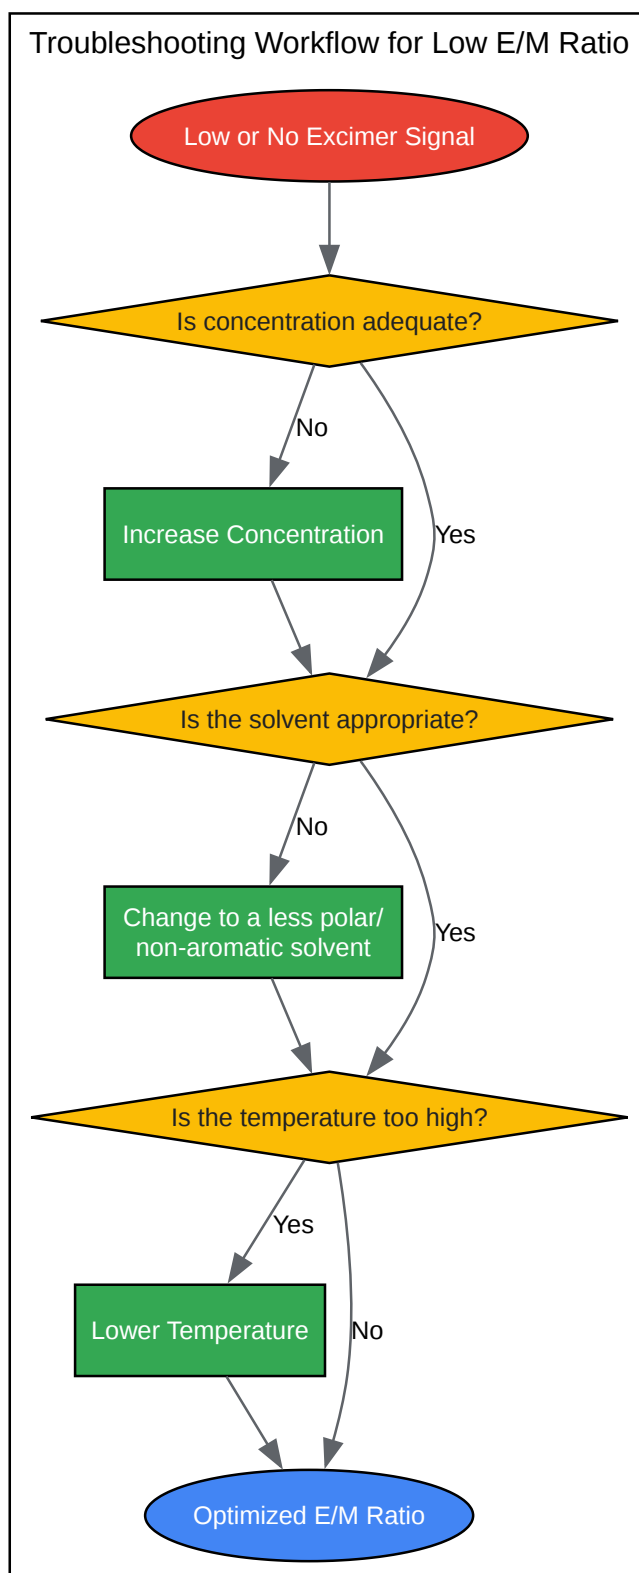 Troubleshooting Workflow for Low E/M Ratio
Low or No Excimer Signal
Is concentration adequate?
No
Increase Concentration
Yes
Is the solvent appropriate?
No
Change to a less polar/
non-aromatic solvent
Yes
Is the temperature too high?
Yes
Lower Temperature
No
Optimized E/M Ratio